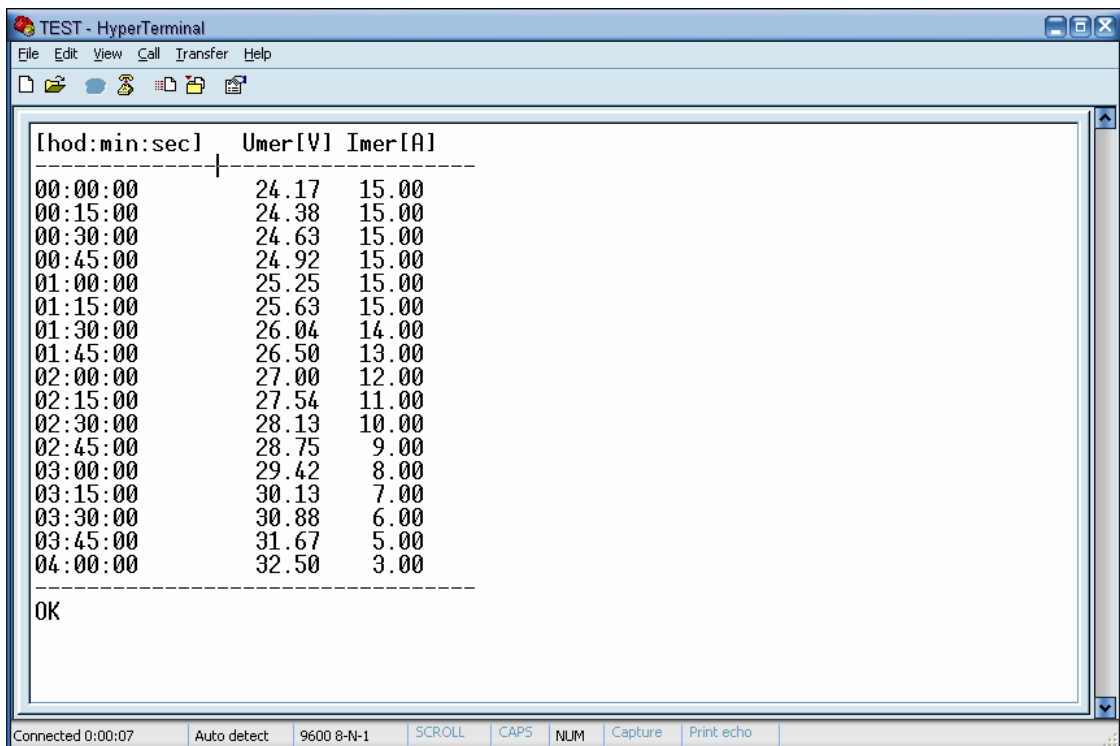 TEST - HyperTerminal
File Edit View Call Transfer Help
[hod:min:sec] Umer[V] Imer[A]
00:00:00 24.17 15.00
00:15:00 24.38 15.00
00:30:00 24.63 15.00
00:45:00 24.92 15.00
01:00:00 25.25 15.00
01:15:00 25.63 15.00
01:30:00 26.04 14.00
01:45:00 26.50 13.00
02:00:00 27.00 12.00
02:15:00 27.54 11.00
02:30:00 28.13 10.00
02:45:00 28.75 9.00
03:00:00 29.42 8.00
03:15:00 30.13 7.00
03:30:00 30.88 6.00
03:45:00 31.67 5.00
04:00:00 32.50 3.00
OK
Connected 0:00:07 Auto detect 9600 8-N-1 SCROLL CAPS NUM Capture Print echo